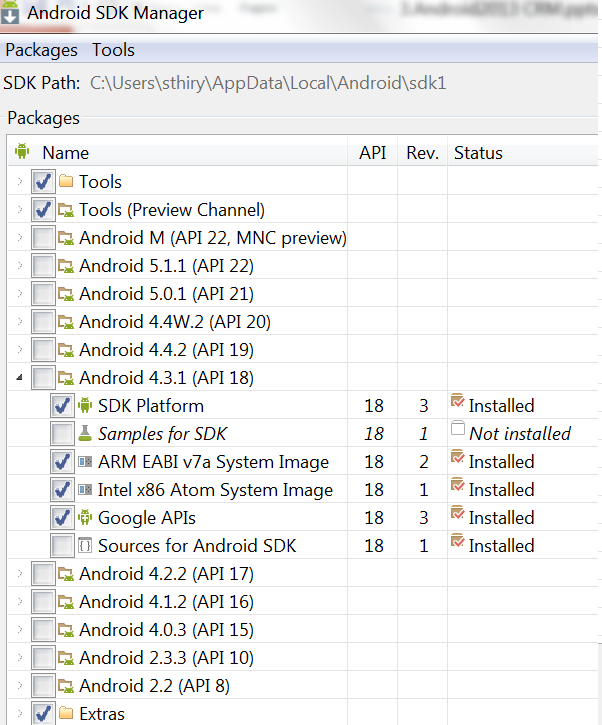 3.Android2013 CRM.ppt
Android SDK Manager
Packages Tools
SDK Path: C:\Users\sthiry\AppData\Local\Android\sdk1
Packages
Name API Rev. Status
Tools
Tools (Preview Channel)
Android M (API 22, MNC preview)
Android 5.1.1 (API 22)
Android 5.0.1 (API 21)
Android 4.4W.2 (API 20)
Android 4.4.2 (API 19)
Android 4.3.1 (API 18)
SDK Platform 18 3 Installed
Samples for SDK 18 1 Not installed
ARM EABI v7a System Image 18 2 Installed
Intel x86 Atom System Image 18 1 Installed
Google APIs 18 3 Installed
Sources for Android SDK 18 1 Installed
Android 4.2.2 (API 17)
Android 4.1.2 (API 16)
Android 4.0.3 (API 15)
Android 2.3.3 (API 10)
Android 2.2 (API 8)
Extras